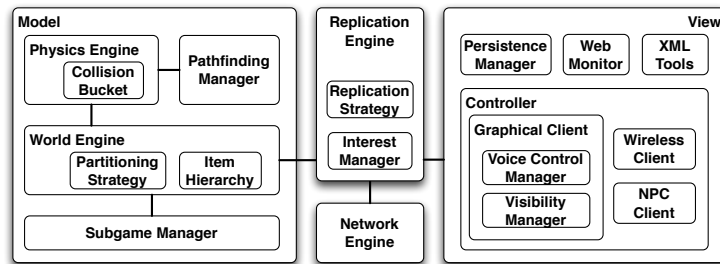 Model
Physics Engine
Collision
Bucket
Pathfinding
Manager
World Engine
Partitioning
Strategy
Item
Hierarchy
Subgame Manager
Replication
Engine
Replication
Strategy
Interest
Manager
Network
Engine
View
Persistence
Manager
Web
Monitor
XML
Tools
Controller
Graphical Client
Voice Control
Manager
Visibility
Manager
Wireless
Client
NPC
Client